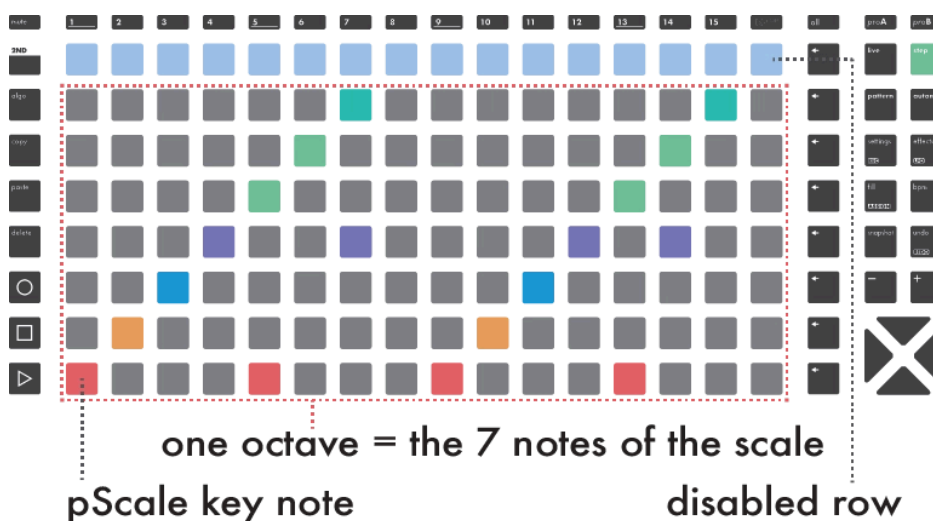 mute 1 2 3 4 5 6 7 8 9 10 11 12 13 14 15 all proA proB
2ND live step
algo pattern autom
copy settings effects
paste fill bpm
delete snapshot undo
− +
one octave = the 7 notes of the scale
pScale key note disabled row